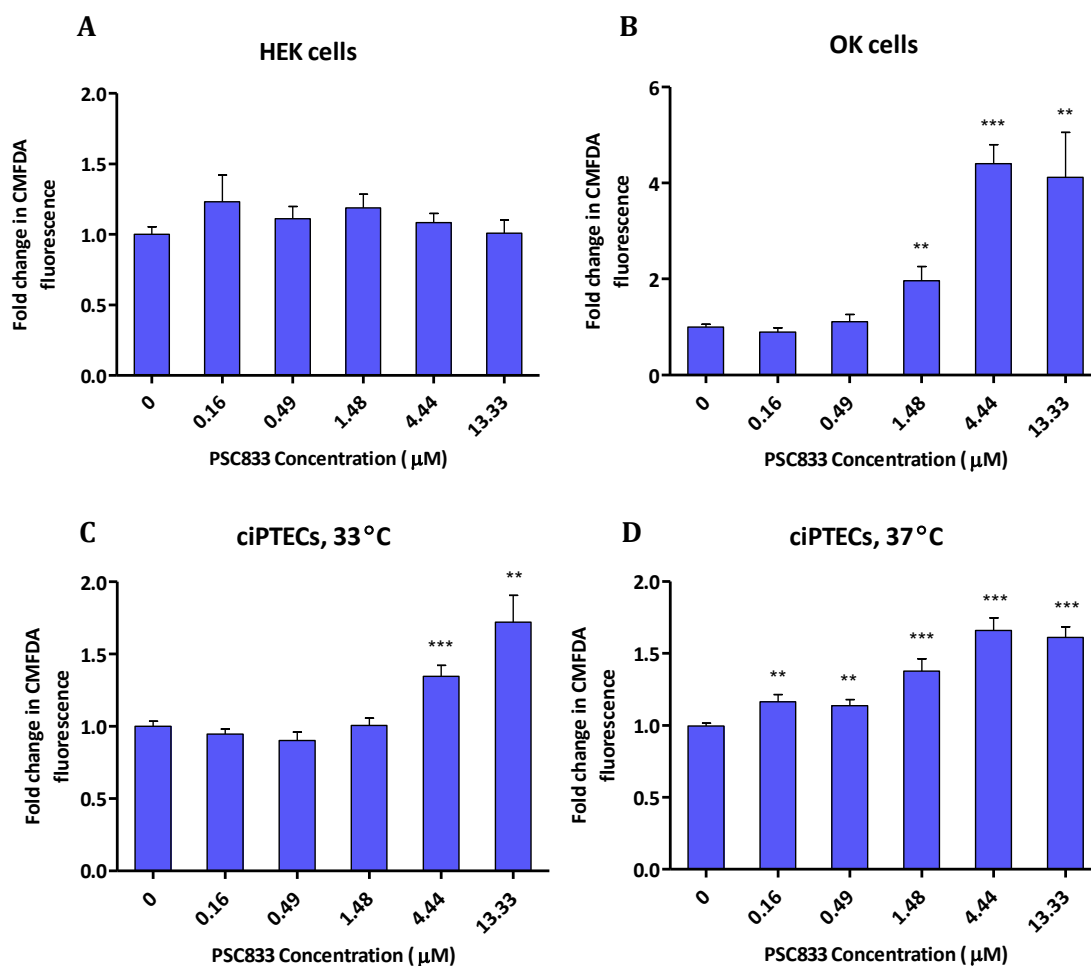 A
HEK cells
Fold change in CMFDA
fluorescence
2.0
1.5
1.0
0.5
0.0
0
0.16
0.49
1.48
4.44
13.33
PSC833 Concentration ( μM)
B
OK cells
Fold change in CMFDA
fluorescence
6
4
2
0
**
***
**
0
0.16
0.49
1.48
4.44
13.33
PSC833 Concentration ( μM)
C
ciPTECs, 33°C
Fold change in CMFDA
fluorescence
2.0
1.5
1.0
0.5
0.0
***
**
0
0.16
0.49
1.48
4.44
13.33
PSC833 Concentration ( μM)
D
ciPTECs, 37°C
Fold change in CMFDA
fluorescence
2.0
1.5
1.0
0.5
0.0
**
**
***
***
***
0
0.16
0.49
1.48
4.44
13.33
PSC833 Concentration ( μM)